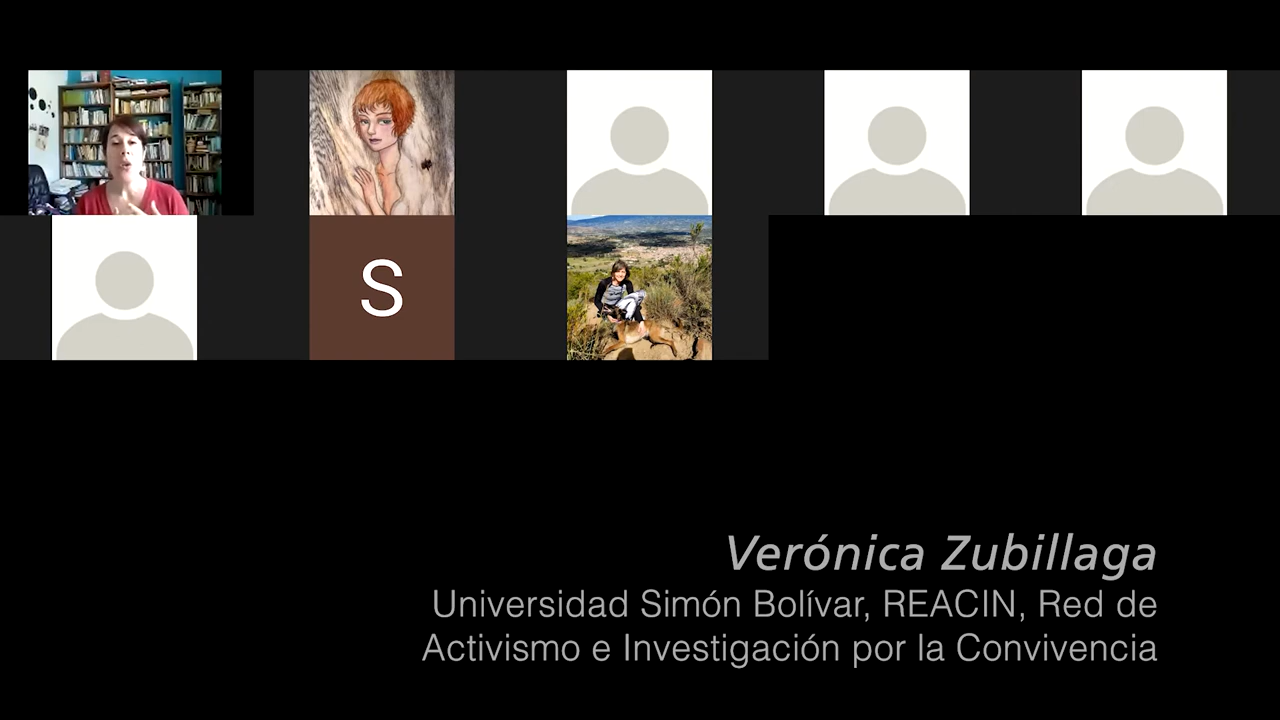 S
Verónica Zubillaga
Universidad Simón Bolívar, REACIN, Red de
Activismo e Investigación por la Convivencia